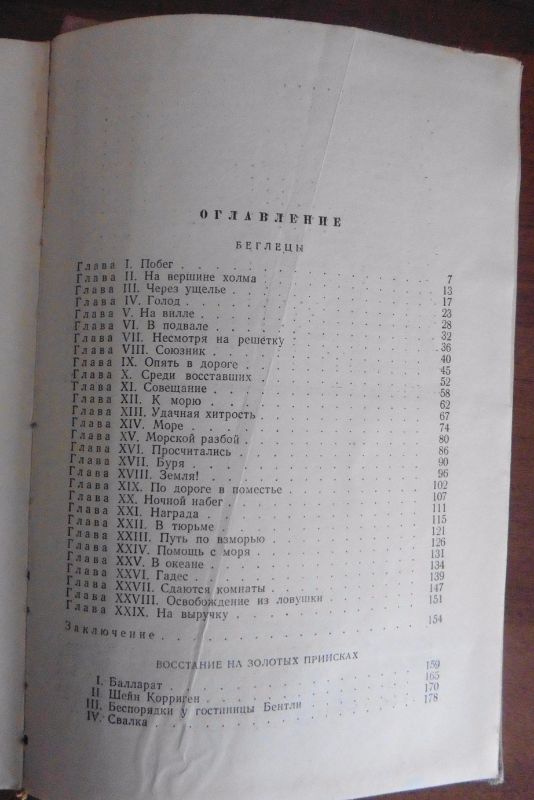 ОГЛАВЛЕНИЕ
БЕГЛЕЦЫ
Глава I. Побег . . . . . . . . . . 7
Глава II. На вершине холма . . . . . . . . . . 13
Глава III. Через ущелье . . . . . . . . . . 17
Глава IV. Голод . . . . . . . . . . 23
Глава V. На вилле . . . . . . . . . . 28
Глава VI. В подвале . . . . . . . . . . 32
Глава VII. Несмотря на решетку . . . . . . . . . . 36
Глава VIII. Союзник . . . . . . . . . . 40
Глава IX. Опять в дороге . . . . . . . . . . 45
Глава X. Среди восставших . . . . . . . . . . 52
Глава XI. Совещание . . . . . . . . . . 58
Глава XII. К морю . . . . . . . . . . 62
Глава XIII. Удачная хитрость . . . . . . . . . . 67
Глава XIV. Море . . . . . . . . . . 74
Глава XV. Морской разбой . . . . . . . . . . 80
Глава XVI. Просчитались . . . . . . . . . . 86
Глава XVII. Буря . . . . . . . . . . 90
Глава XVIII. Земля! . . . . . . . . . . 96
Глава XIX. По дороге в поместье . . . . . . . . . . 102
Глава XX. Ночной набег . . . . . . . . . . 107
Глава XXI. Награда . . . . . . . . . . 111
Глава XXII. В тюрьме . . . . . . . . . . 115
Глава XXIII. Путь по взморью . . . . . . . . . . 121
Глава XXIV. Помощь с моря . . . . . . . . . . 126
Глава XXV. В океане . . . . . . . . . . 131
Глава XXVI. Гадес . . . . . . . . . . 134
Глава XXVII. Сдаются комнаты . . . . . . . . . . 139
Глава XXVIII. Освобождение из ловушки . . . . . . . . . . 147
Глава XXIX. На выручку . . . . . . . . . . 151
Заключение . . . . . . . . . . 154
ВОССТАНИЕ НА ЗОЛОТЫХ ПРИИСКАХ
I. Балларат . . . . . . . . . . 159
II. Шейн Корриген . . . . . . . . . . 165
III. Беспорядки у гостиницы Бентли . . . . . . . . . . 170
IV. Свалка . . . . . . . . . . 178